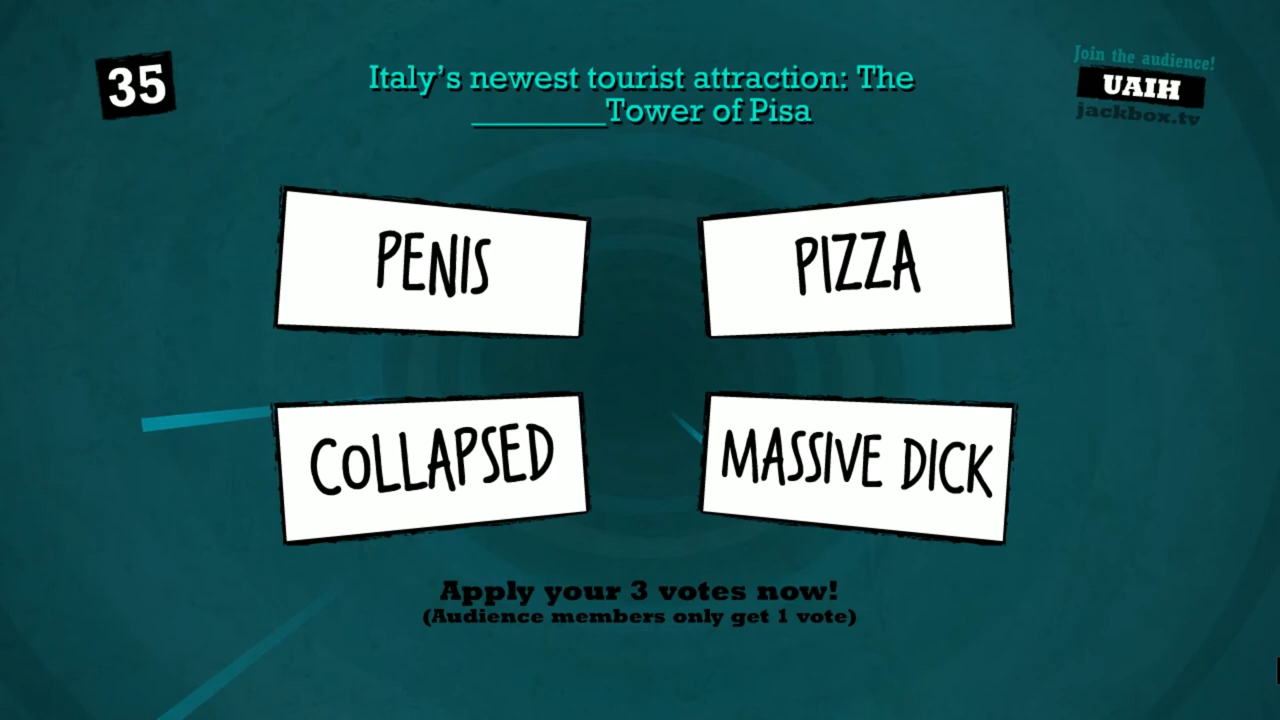 35
Italy's newest tourist attraction: The
_________Tower of Pisa
Join the audience!
UAIH
jackbox.tv
PENIS
PIZZA
COLLAPSED
MASSIVE DICK
Apply your 3 votes now!
(Audience members only get 1 vote)